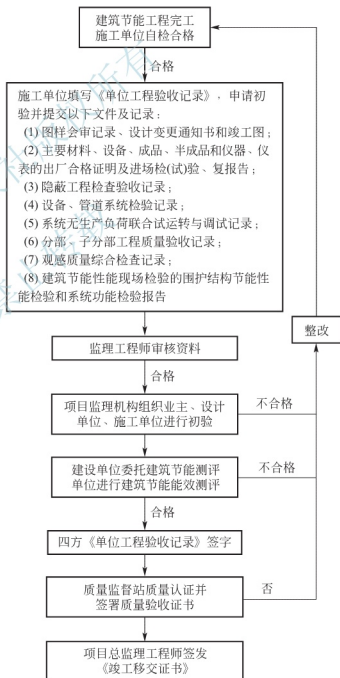 建筑节能工程完工
施工单位自检合格
合格
施工单位填写《单位工程验收记录》，申请初
验并提交以下文件及记录：
(1) 图样会审记录、设计变更通知书和竣工图；
(2) 主要材料、设备、成品、半成品和仪器、仪
表的出厂合格证明及进场检(试)验、复报告；
(3) 隐蔽工程检查验收记录；
(4) 设备、管道系统检验记录；
(5) 系统无生产负荷联合试运转与调试记录；
(6) 分部、子分部工程质量验收记录；
(7) 观感质量综合检查记录；
(8) 建筑节能性能现场检验的围护结构节能性
能检验和系统功能检验报告
整改
监理工程师审核资料
合格
项目监理机构组织业主、设计
单位、施工单位进行初验
不合格
建设单位委托建筑节能测评
单位进行建筑节能能效测评
不合格
合格
四方《单位工程验收记录》签字
质量监督站质量认证并
签署质量验收证书
否
项目总监理工程师签发
《竣工移交证书》